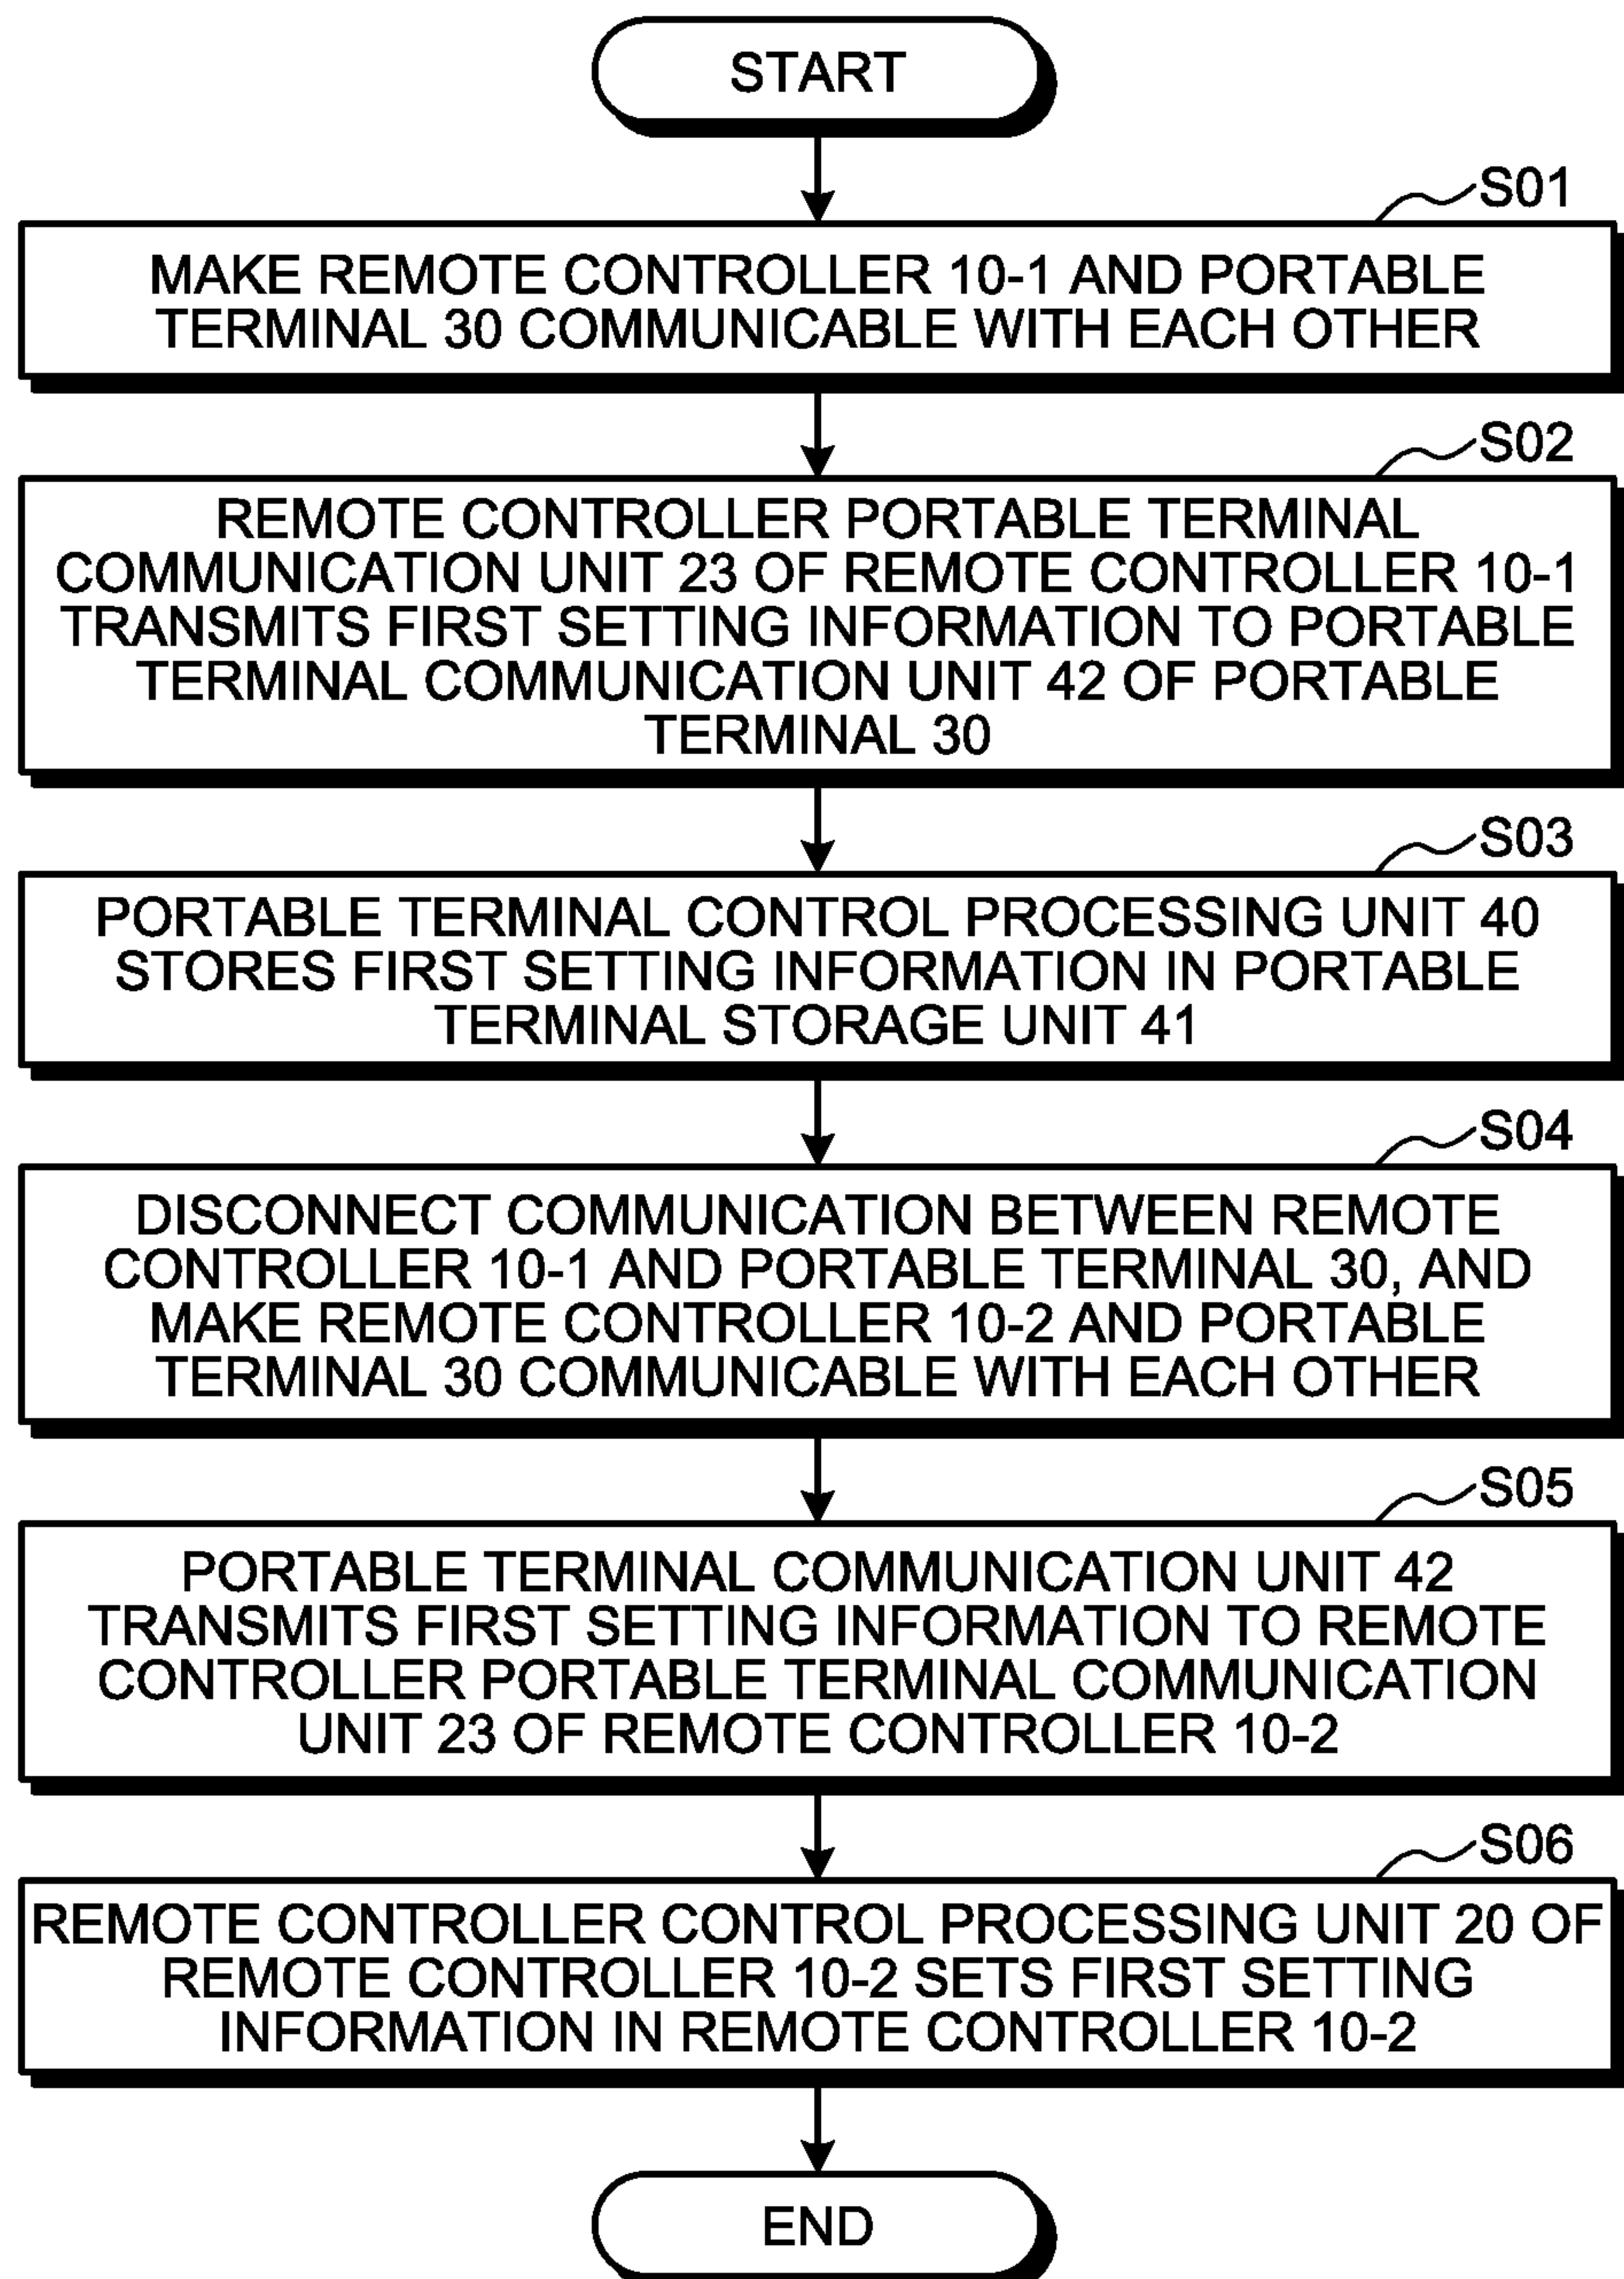 START
S01
MAKE REMOTE CONTROLLER 10-1 AND PORTABLE
TERMINAL 30 COMMUNICABLE WITH EACH OTHER
S02
REMOTE CONTROLLER PORTABLE TERMINAL
COMMUNICATION UNIT 23 OF REMOTE CONTROLLER 10-1
TRANSMITS FIRST SETTING INFORMATION TO PORTABLE
TERMINAL COMMUNICATION UNIT 42 OF PORTABLE
TERMINAL 30
S03
PORTABLE TERMINAL CONTROL PROCESSING UNIT 40
STORES FIRST SETTING INFORMATION IN PORTABLE
TERMINAL STORAGE UNIT 41
S04
DISCONNECT COMMUNICATION BETWEEN REMOTE
CONTROLLER 10-1 AND PORTABLE TERMINAL 30, AND
MAKE REMOTE CONTROLLER 10-2 AND PORTABLE
TERMINAL 30 COMMUNICABLE WITH EACH OTHER
S05
PORTABLE TERMINAL COMMUNICATION UNIT 42
TRANSMITS FIRST SETTING INFORMATION TO REMOTE
CONTROLLER PORTABLE TERMINAL COMMUNICATION
UNIT 23 OF REMOTE CONTROLLER 10-2
S06
REMOTE CONTROLLER CONTROL PROCESSING UNIT 20 OF
REMOTE CONTROLLER 10-2 SETS FIRST SETTING
INFORMATION IN REMOTE CONTROLLER 10-2
END